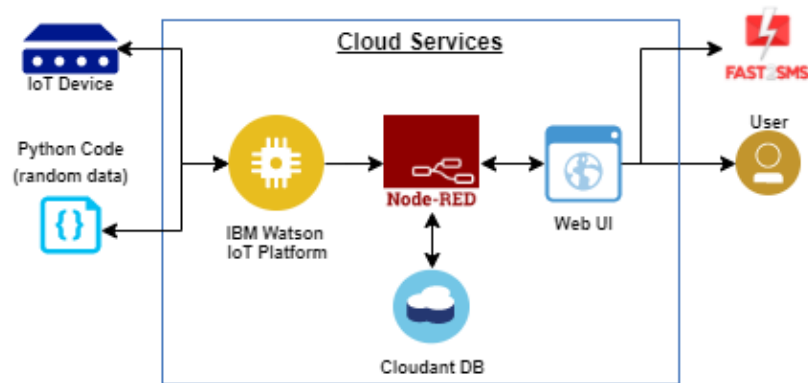 Cloud Services
IoT Device
FAST2SMS
Python Code
(random data)
{}
User
Node-RED
IBM Watson
IoT Platform
Web UI
Cloudant DB